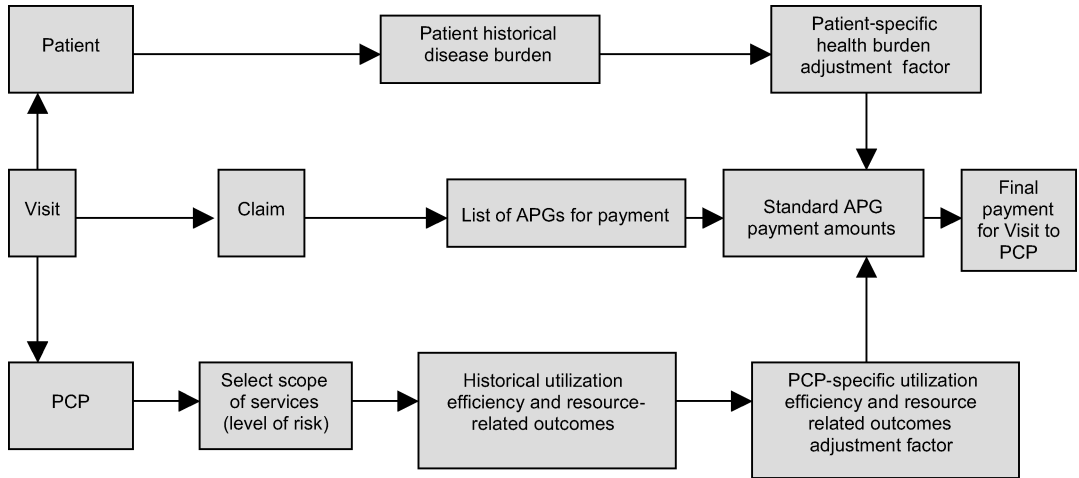 Patient
Patient historical
disease burden
Patient-specific
health burden
adjustment factor
Visit
Claim
List of APGs for payment
Standard APG
payment amounts
Final
payment
for Visit to
PCP
PCP
Select scope
of services
(level of risk)
Historical utilization
efficiency and resource-
related outcomes
PCP-specific utilization
efficiency and resource
related outcomes
adjustment factor